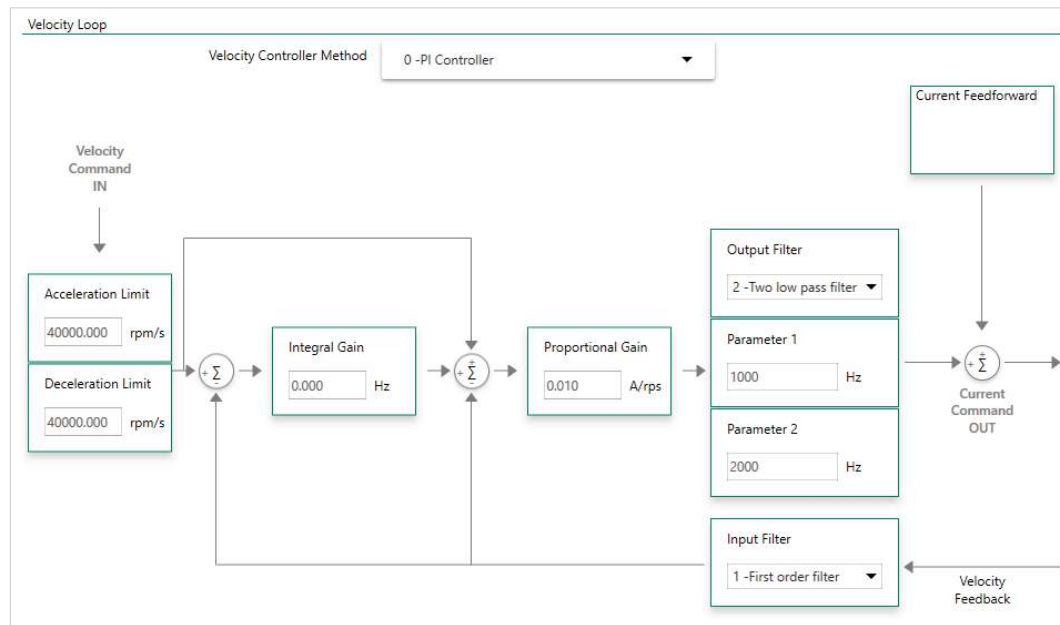 Velocity Loop
Velocity Controller Method
0 -PI Controller
Current Feedforward
Velocity
Command
IN
Acceleration Limit
40000.000 rpm/s
Deceleration Limit
40000.000 rpm/s
+ Σ -
Integral Gain
0.000 Hz
+ + Σ -
Proportional Gain
0.010 A/rps
Output Filter
2 -Two low pass filter
Parameter 1
1000 Hz
Parameter 2
2000 Hz
+ + Σ
Current
Command
OUT
Input Filter
1 -First order filter
Velocity
Feedback